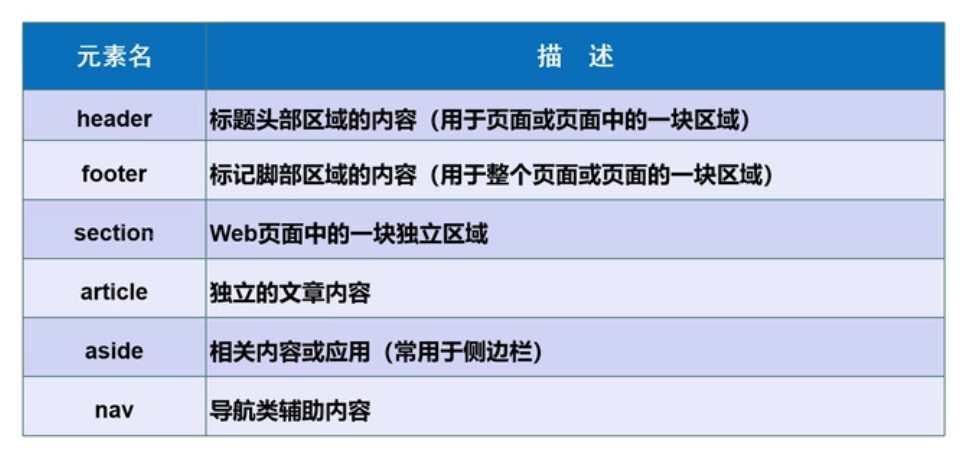 元素名 描 述
header 标题头部区域的内容（用于页面或页面中的一块区域）
footer 标记脚部区域的内容（用于整个页面或页面的一块区域）
section Web页面中的一块独立区域
article 独立的文章内容
aside 相关内容或应用（常用于侧边栏）
nav 导航类辅助内容